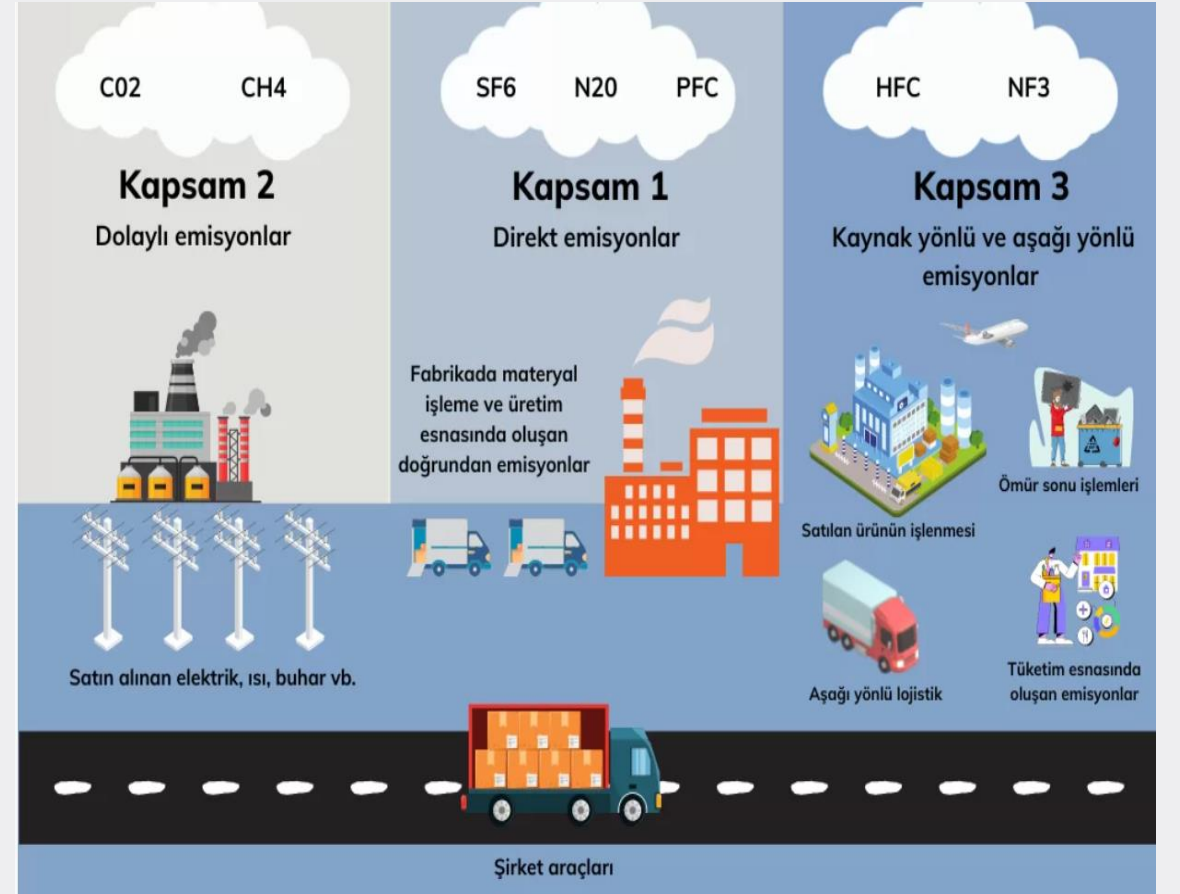 C02 CH4
Kapsam 2
Dolaylı emisyonlar
Satın alınan elektrik, ısı, buhar vb.
SF6 N20 PFC
Kapsam 1
Direkt emisyonlar
Fabrikada materyal
işleme ve üretim
esnasında oluşan
doğrundan emisyonlar
HFC NF3
Kapsam 3
Kaynak yönlü ve aşağı yönlü
emisyonlar
Ömür sonu işlemleri
Satılan ürünün işlenmesi
Aşağı yönlü lojistik
Tüketim esnasında
oluşan emisyonlar
Şirket araçları